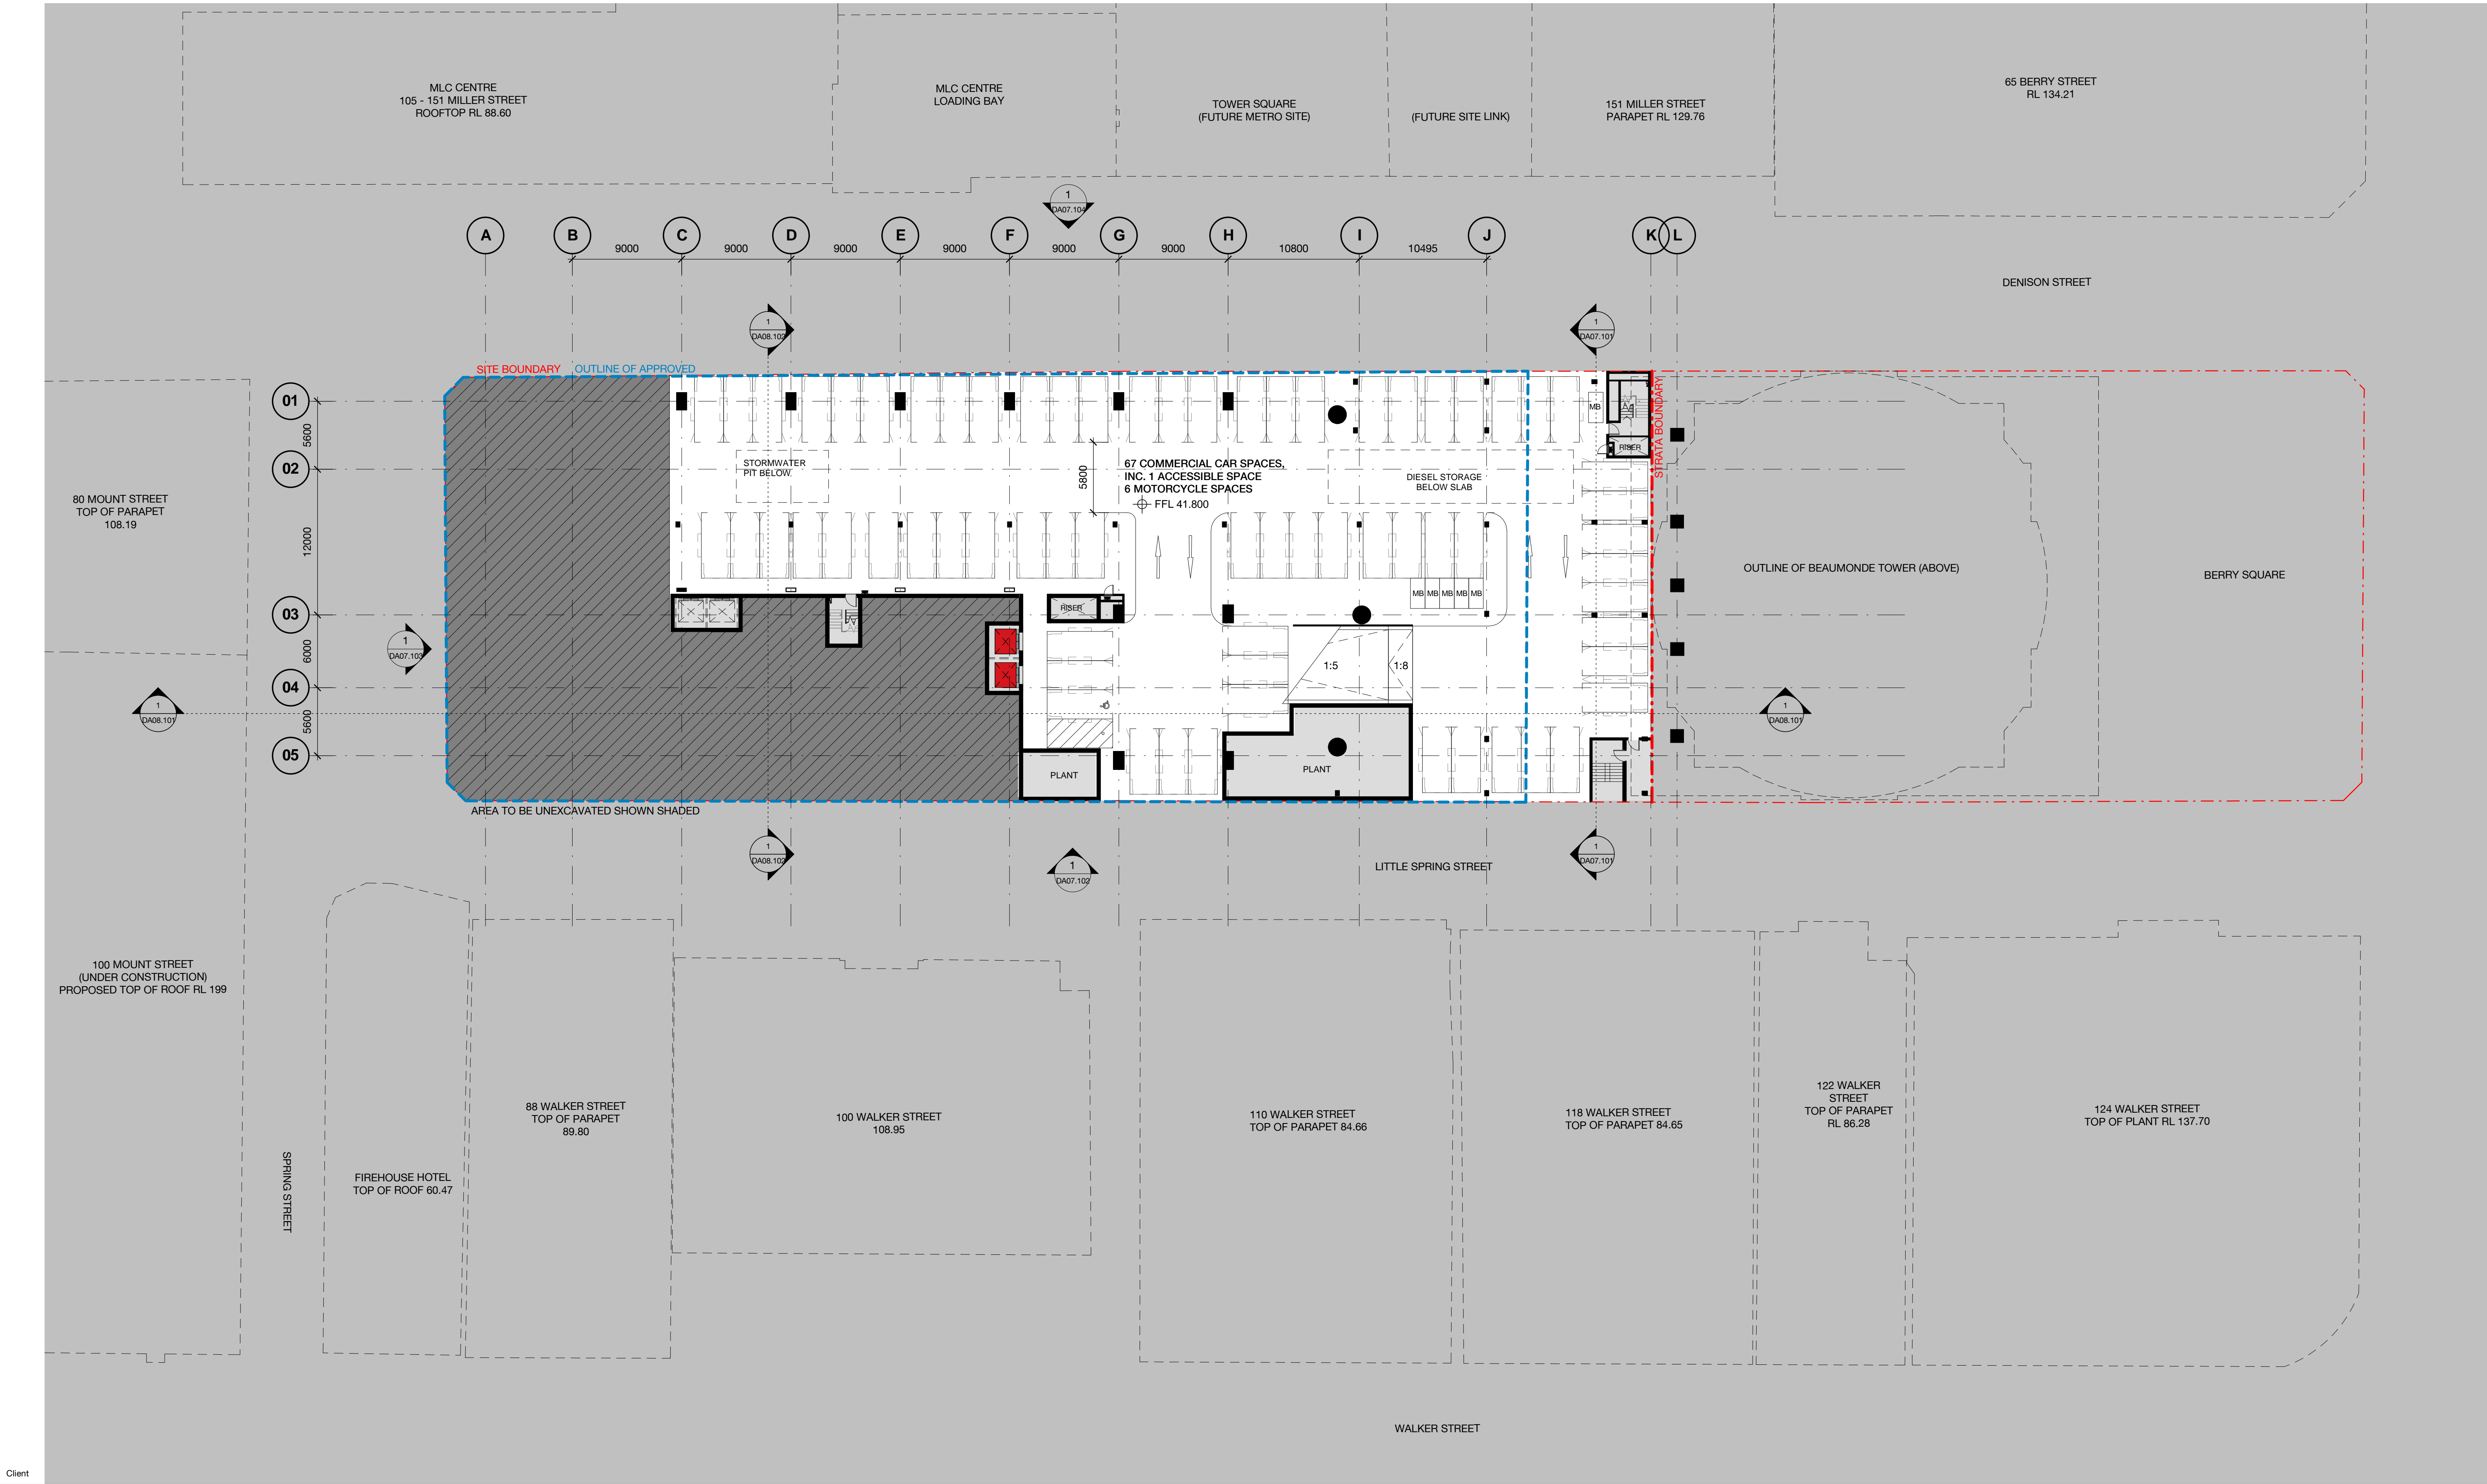 MLC CENTRE
105 - 151 MILLER STREET
ROOFTOP RL 88.60
MLC CENTRE
LOADING BAY
TOWER SQUARE
(FUTURE METRO SITE)
(FUTURE SITE LINK)
151 MILLER STREET
PARAPET RL 129.76
65 BERRY STREET
RL 134.21
1
DA07.104
A
B
C
D
E
F
G
H
I
J
K
L
9000
9000
9000
9000
9000
9000
10800
10495
DENISON STREET
1
DA08.102
1
DA07.101
SITE BOUNDARY
OUTLINE OF APPROVED
STRATA BOUNDARY
01
5600
02
12000
03
6000
04
5600
05
MB
RISER
STORMWATER
PIT BELOW
5800
67 COMMERCIAL CAR SPACES,
INC. 1 ACCESSIBLE SPACE
6 MOTORCYCLE SPACES
FFL 41.800
DIESEL STORAGE
BELOW SLAB
80 MOUNT STREET
TOP OF PARAPET
108.19
OUTLINE OF BEAUMONDE TOWER (ABOVE)
BERRY SQUARE
MB MB MB MB MB
RISER
1
DA07.103
1:5
1:8
1
DA08.101
1
DA08.101
PLANT
PLANT
AREA TO BE UNEXCAVATED SHOWN SHADED
1
DA08.102
1
DA07.102
1
DA07.101
LITTLE SPRING STREET
100 MOUNT STREET
(UNDER CONSTRUCTION)
PROPOSED TOP OF ROOF RL 199
SPRING STREET
FIREHOUSE HOTEL
TOP OF ROOF 60.47
88 WALKER STREET
TOP OF PARAPET
89.80
100 WALKER STREET
108.95
110 WALKER STREET
TOP OF PARAPET 84.66
118 WALKER STREET
TOP OF PARAPET 84.65
122 WALKER
STREET
TOP OF PARAPET
RL 86.28
124 WALKER STREET
TOP OF PLANT RL 137.70
WALKER STREET
Client